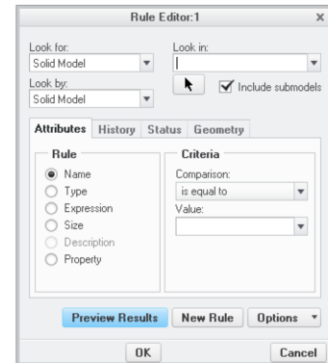 Rule Editor:1 x
Look for: Look in:
Solid Model
Look by: Include submodels
Solid Model
Attributes History Status Geometry
Rule Criteria
Name Comparison:
Type is equal to
Expression Value:
Size
Description
Property
Preview Results New Rule Options
OK Cancel